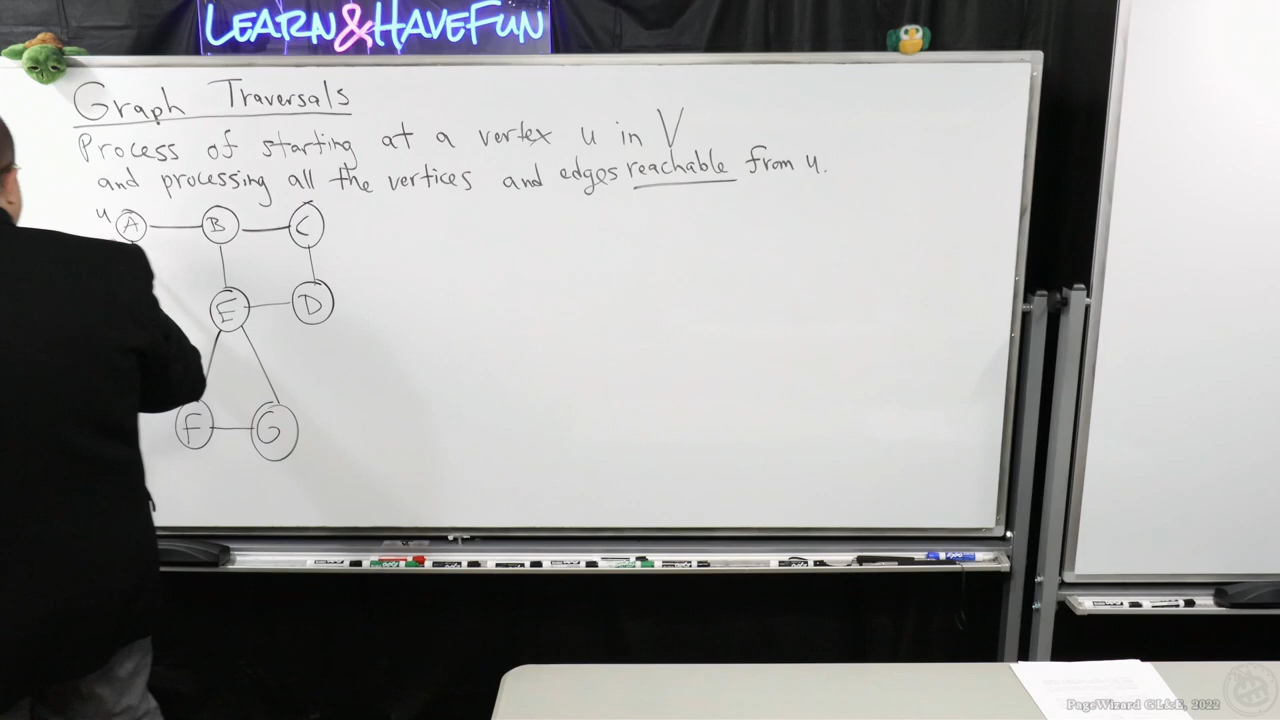 LEARN&HAVEFUN
Graph Traversals
Process of starting at a vertex u in V
and processing all the vertices and edges reachable from u.
u A B C
E D
F G
PageWizard GL&E, 2022